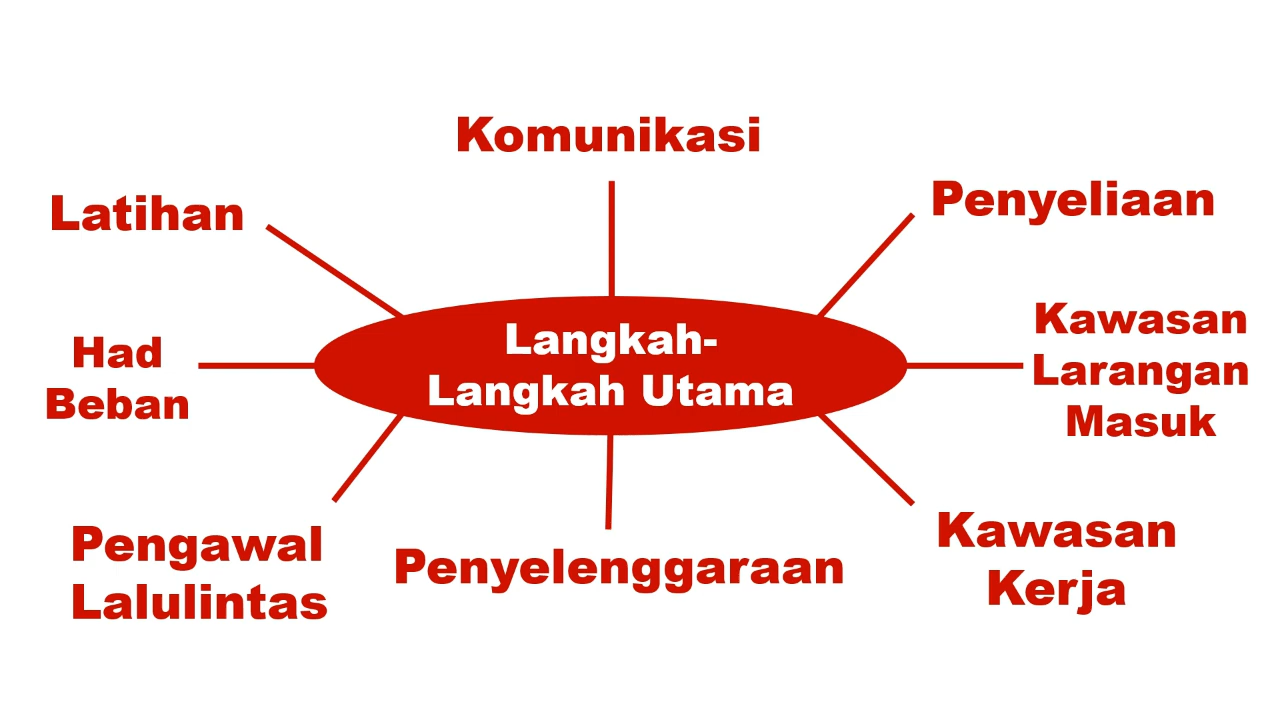 Komunikasi
Latihan
Penyeliaan
Had
Beban
Langkah-
Langkah Utama
Kawasan
Larangan
Masuk
Pengawal
Lalulintas
Penyelenggaraan
Kawasan
Kerja